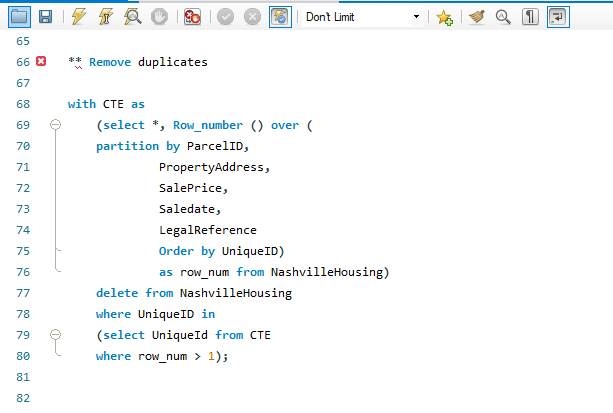 Don't Limit
65
66 ** Remove duplicates
67
68 with CTE as
69 (select *, Row_number () over (
70 partition by ParcelID,
71 PropertyAddress,
72 SalePrice,
73 Saledate,
74 LegalReference
75 Order by UniqueID)
76 as row_num from NashvilleHousing)
77 delete from NashvilleHousing
78 where UniqueID in
79 (select UniqueId from CTE
80 where row_num > 1);
81
82